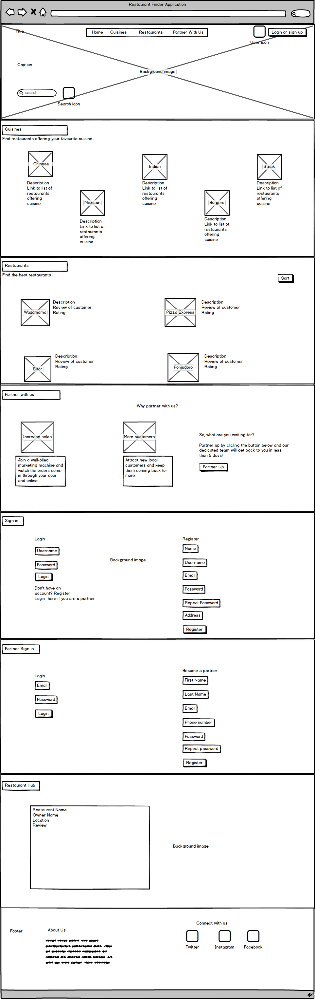 Restaurant Finder Application
Title
Home Cuisines Restaurants Partner With Us
Login or sign up
User icon
Caption
Background image
search
Search icon
Cuisines
Find restaurants offering your favourite cuisine...
Chinese
Description
Link to list of
restaurants
offering
cuisine
Mexican
Description
Link to list of
restaurants
offering
cuisine
Indian
Description
Link to list of
restaurants
offering
cuisine
Burgers
Description
Link to list of
restaurants
offering
cuisine
Steak
Description
Link to list of
restaurants
offering
cuisine
Restaurants
Find the best restaurants...
Sort
Wagamama
Description
Review of customer
Rating
Pizza Express
Description
Review of customer
Rating
Sitar
Description
Review of customer
Rating
Pomodoro
Description
Review of customer
Rating
Partner with us
Why partner with us?
Increase sales
Join a well-oiled
marketing machine and
watch the orders come
in through your door
and online.
More customers
Attract new local
customers and keep
them coming back for
more.
So, what are you waiting for?
Partner up by clicling the button below and our
dedicated team will get back to you in less
than 5 days!
Partner Up
Sign in
Login
Username
Password
Login
Don't have an
account? Register.
Login here if you are a partner
Background image
Register
Name
Username
Email
Password
Repeat Password
Address
Register
Partner Sign in
Login
Email
Password
Login
Become a partner
First Name
Last Name
Email
Phone number
Password
Repeat password
Register
Restaurant Hub
Restaurant Name
Owner Name
Location
Review
Background image
Footer
About Us
Connect with us
Twitter
Instagram
Facebook